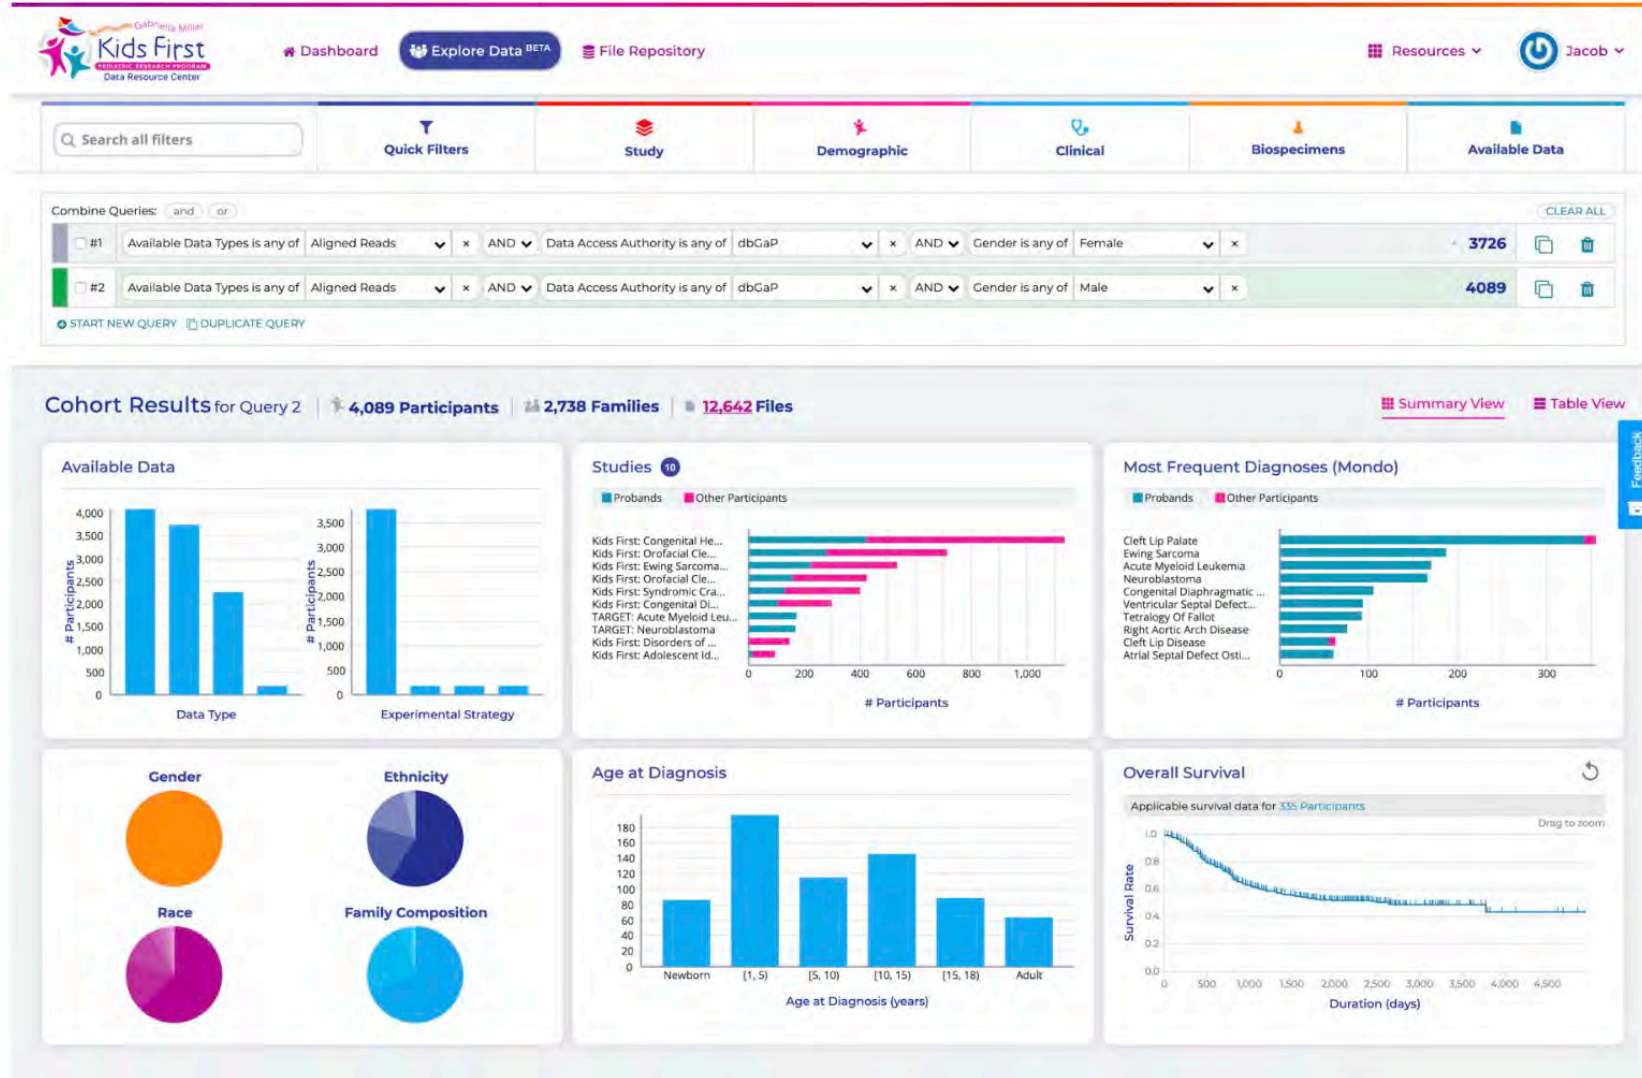 Gabriella Miller
Kids First
PEDIATRIC RESEARCH PROGRAM
Data Resource Center
Dashboard
Explore Data BETA
File Repository
Resources
Jacob
Search all filters
Quick Filters
Study
Demographic
Clinical
Biospecimens
Available Data
Combine Queries: and or
CLEAR ALL
#1 Available Data Types is any of Aligned Reads × AND Data Access Authority is any of dbGaP × AND Gender is any of Female × 3726
#2 Available Data Types is any of Aligned Reads × AND Data Access Authority is any of dbGaP × AND Gender is any of Male × 4089
START NEW QUERY DUPLICATE QUERY
Cohort Results for Query 2 | 4,089 Participants | 2,738 Families | 12,642 Files
Summary View
Table View
Feedback
Available Data
# Participants
4,000
3,500
3,000
2,500
2,000
1,500
1,000
500
0
Data Type
# Participants
3,500
3,000
2,500
2,000
1,500
1,000
500
0
Experimental Strategy
Studies 10
Probands Other Participants
Kids First: Congenital He...
Kids First: Orofacial Cle...
Kids First: Ewing Sarcoma...
Kids First: Orofacial Cle...
Kids First: Syndromic Cra...
Kids First: Congenital Di...
TARGET: Acute Myeloid Leu...
TARGET: Neuroblastoma
Kids First: Disorders of ...
Kids First: Adolescent Id...
0 200 400 600 800 1,000
# Participants
Most Frequent Diagnoses (Mondo)
Probands Other Participants
Cleft Lip Palate
Ewing Sarcoma
Acute Myeloid Leukemia
Neuroblastoma
Congenital Diaphragmatic ...
Ventricular Septal Defect...
Tetralogy Of Fallot
Right Aortic Arch Disease
Cleft Lip Disease
Atrial Septal Defect Osti...
0 100 200 300
# Participants
Gender
Ethnicity
Race
Family Composition
Age at Diagnosis
180
160
140
120
100
80
60
40
20
0
Newborn [1, 5) [5, 10) [10, 15) [15, 18) Adult
Age at Diagnosis (years)
Overall Survival
Applicable survival data for 335 Participants
Drag to zoom
Survival Rate
1.0
0.8
0.6
0.4
0.2
0.0
0 500 1,000 1,500 2,000 2,500 3,000 3,500 4,000 4,500
Duration (days)